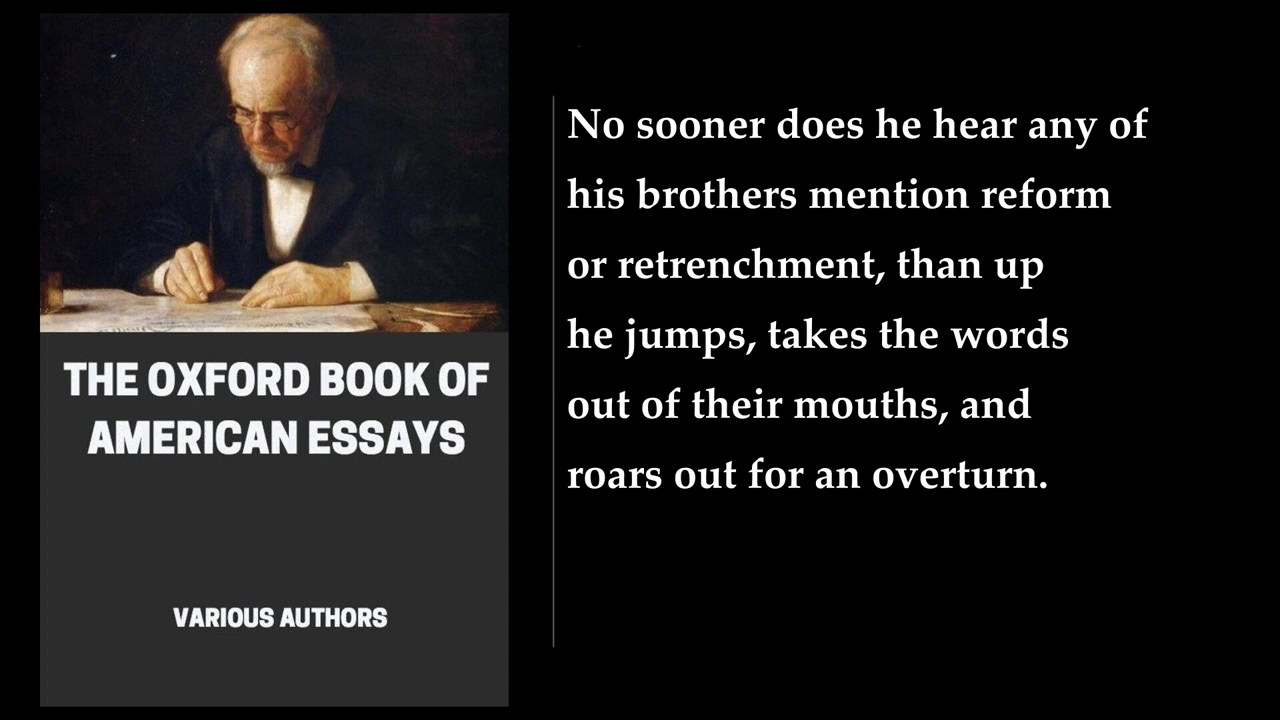 THE OXFORD BOOK OF
AMERICAN ESSAYS
VARIOUS AUTHORS
No sooner does he hear any of
his brothers mention reform
or retrenchment, than up
he jumps, takes the words
out of their mouths, and
roars out for an overturn.